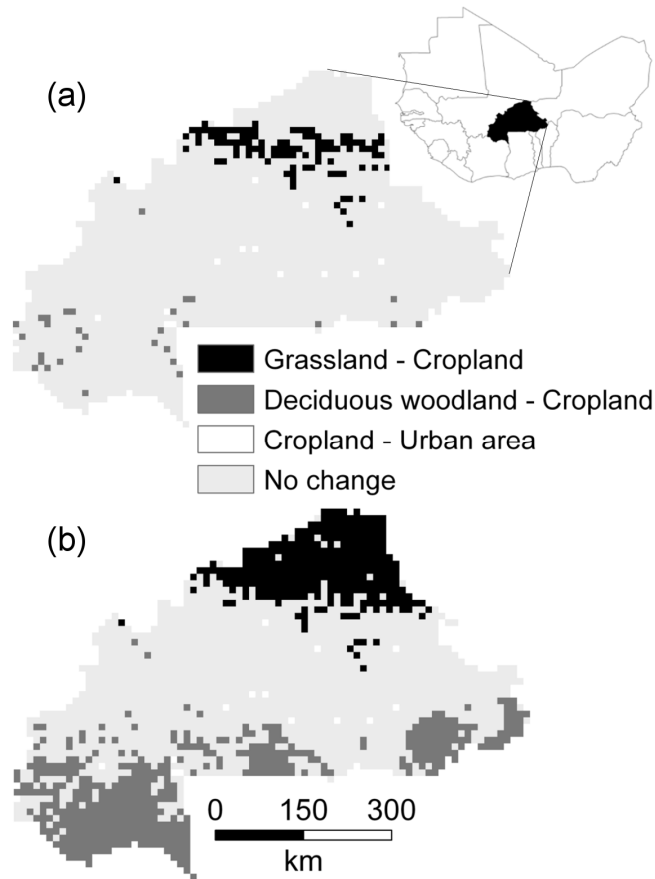 (a)
Grassland - Cropland
Deciduous woodland - Cropland
Cropland - Urban area
No change
(b)
0 150 300
km